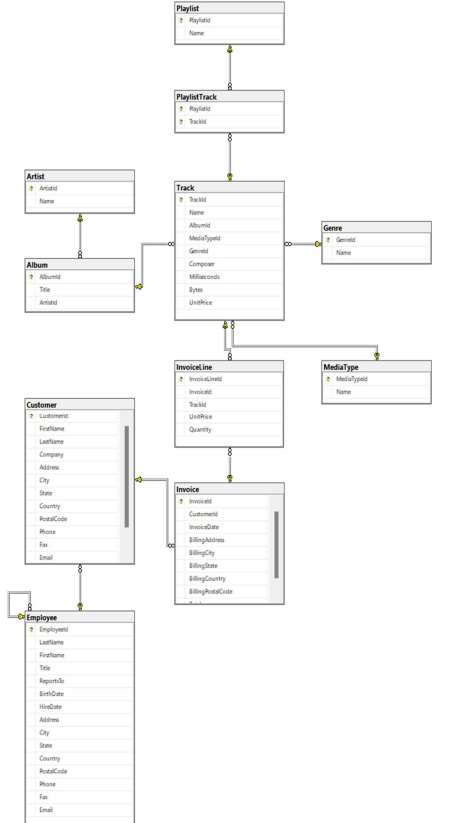 Playlist
PlaylistId
Name
PlaylistTrack
PlaylistId
TrackId
Artist
ArtistId
Name
Track
TrackId
Name
AlbumId
MediaTypeId
GenreId
Composer
Milliseconds
Bytes
UnitPrice
Genre
GenreId
Name
Album
AlbumId
Title
ArtistId
InvoiceLine
InvoiceLineId
InvoiceId
TrackId
UnitPrice
Quantity
MediaType
MediaTypeId
Name
Customer
CustomerId
FirstName
LastName
Company
Address
City
State
Country
PostalCode
Phone
Fax
Email
Invoice
InvoiceId
CustomerId
InvoiceDate
BillingAddress
BillingCity
BillingState
BillingCountry
BillingPostalCode
Employee
EmployeeId
LastName
FirstName
Title
ReportsTo
BirthDate
HireDate
Address
City
State
Country
PostalCode
Phone
Fax
Email